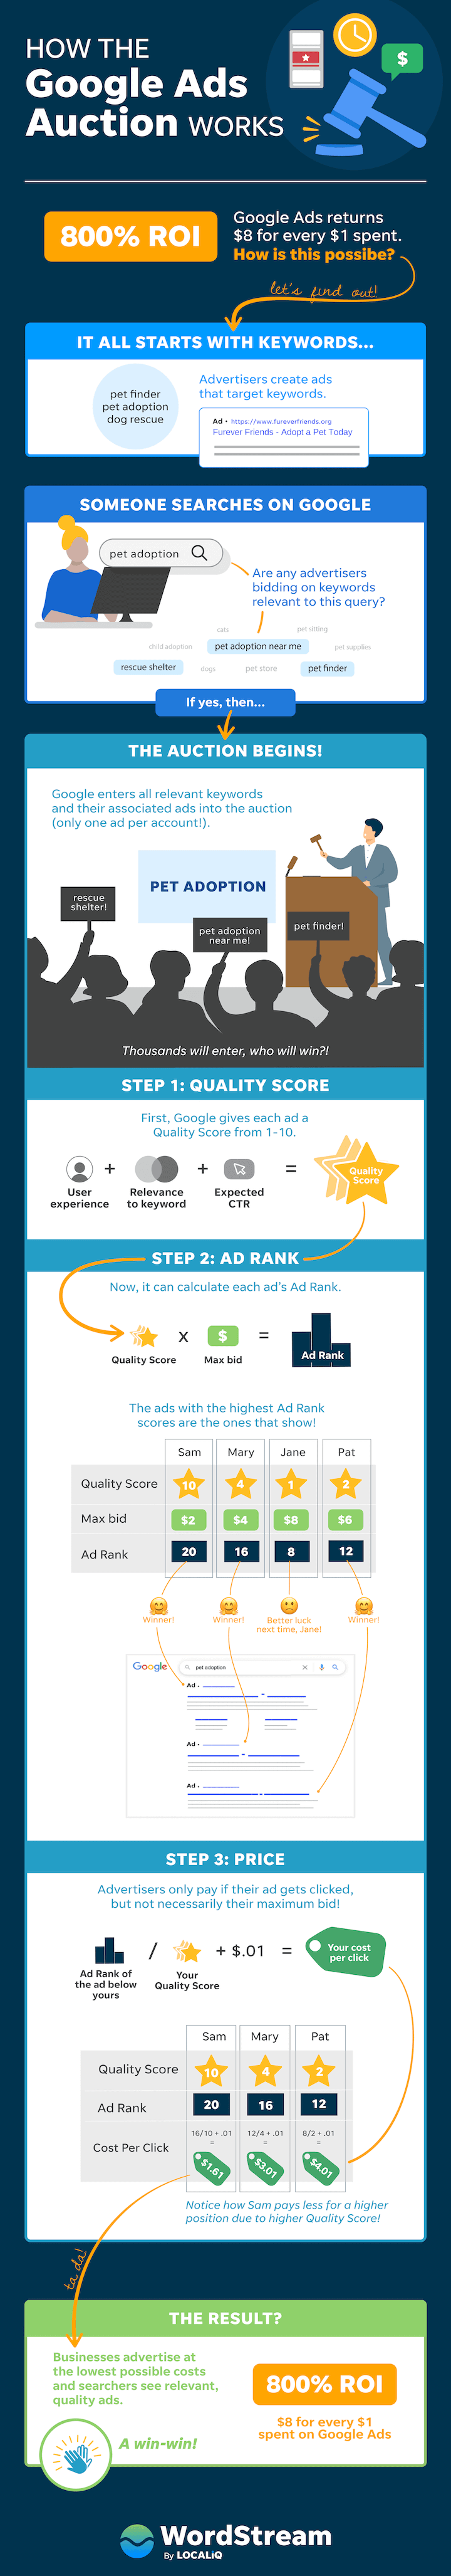 HOW THE
Google Ads
Auction WORKS
$
800% ROI
Google Ads returns
$8 for every $1 spent.
How is this possibe?
let's find out!
IT ALL STARTS WITH KEYWORDS...
pet finder
pet adoption
dog rescue
Advertisers create ads
that target keywords.
Ad • https://www.fureverfriends.org
Furever Friends - Adopt a Pet Today
SOMEONE SEARCHES ON GOOGLE
pet adoption
Are any advertisers
bidding on keywords
relevant to this query?
cats pet sitting
child adoption pet adoption near me pet supplies
rescue shelter dogs pet store pet finder
If yes, then...
THE AUCTION BEGINS!
Google enters all relevant keywords
and their associated ads into the auction
(only one ad per account!).
PET ADOPTION
rescue
shelter!
pet adoption
near me!
pet finder!
Thousands will enter, who will win?!
STEP 1: QUALITY SCORE
First, Google gives each ad a
Quality Score from 1-10.
+ + =
Quality
Score
User
experience
Relevance
to keyword
Expected
CTR
STEP 2: AD RANK
Now, it can calculate each ad's Ad Rank.
x $ =
Ad Rank
Quality Score Max bid
The ads with the highest Ad Rank
scores are the ones that show!
Sam Mary Jane Pat
Quality Score 10 4 1 2
Max bid $2 $4 $8 $6
Ad Rank 20 16 8 12
Winner! Winner! Better luck
next time, Jane! Winner!
Google pet adoption
Ad •
Ad •
Ad •
STEP 3: PRICE
Advertisers only pay if their ad gets clicked,
but not necessarily their maximum bid!
/ + $.01 =
Your cost
per click
Ad Rank of
the ad below
yours
Your
Quality Score
Sam Mary Pat
Quality Score 10 4 2
Ad Rank 20 16 12
Cost Per Click
16/10 + .01 12/4 + .01 8/2 + .01
= = =
$1.61 $3.01 $4.01
Notice how Sam pays less for a higher
position due to higher Quality Score!
ta da!
THE RESULT?
Businesses advertise at
the lowest possible costs
and searchers see relevant,
quality ads.
A win-win!
800% ROI
$8 for every $1
spent on Google Ads
WordStream
By LOCALiQ